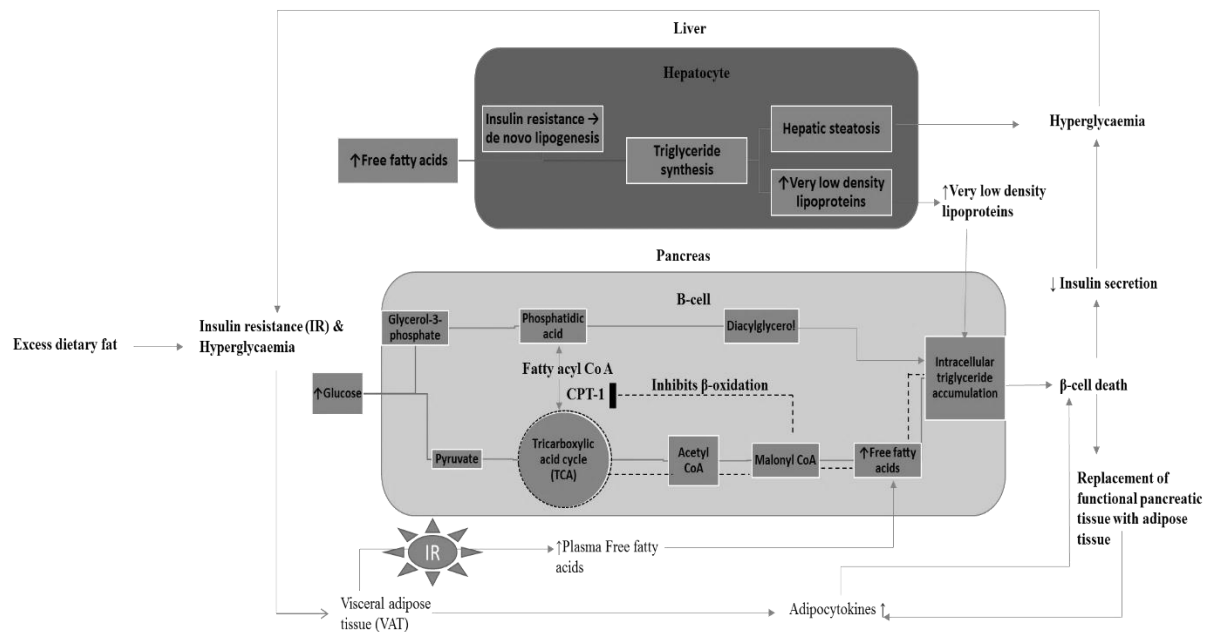 Liver
Hepatocyte
Insulin resistance →
de novo lipogenesis
Hepatic steatosis
Hyperglycaemia
↑Free fatty acids
Triglyceride
synthesis
↑Very low density
lipoproteins
↑Very low density
lipoproteins
Pancreas
B-cell
↓ Insulin secretion
Glycerol-3-
phosphate
Phosphatidic
acid
Diacylglycerol
Insulin resistance (IR) &
Hyperglycaemia
Excess dietary fat
Intracellular
triglyceride
accumulation
Fatty acyl Co A
↑Glucose
CPT-1
Inhibits β-oxidation
β-cell death
Pyruvate
Tricarboxylic
acid cycle
(TCA)
Acetyl
CoA
Malonyl CoA
↑Free fatty
acids
Replacement of
functional pancreatic
tissue with adipose
tissue
IR
↑Plasma Free fatty
acids
Visceral adipose
tissue (VAT)
Adipocytokines ↑